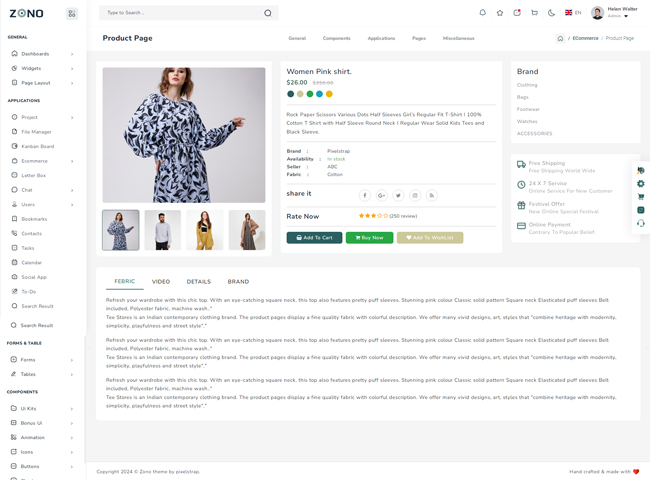 ZONO
Type to Search ..
EN
Helen Walter
Admin
GENERAL
Dashboards
Widgets
Page Layout
APPLICATIONS
Project
File Manager
Kanban Board
Ecommerce
Letter Box
Chat
Users
Bookmarks
Contacts
Tasks
Calendar
Social App
To-Do
Search Result
Search Result
FORMS & TABLE
Forms
Tables
COMPONENTS
Ui Kits
Bonus Ui
Animation
Icons
Buttons
Product Page
General
Components
Applications
Pages
Miscellaneous
/ ECommerce / Product Page
Women Pink shirt.
$26.00 $350.00
Rock Paper Scissors Various Dots Half Sleeves Girl's Regular Fit T-Shirt I 100%
Cotton T Shirt with Half Sleeve Round Neck I Regular Wear Solid Kids Tees and
Black Sleeve.
Brand : Pixelstrap
Availability : In stock
Seller : ABC
Fabric : Cotton
share it
Rate Now
(250 review)
Add To Cart
Buy Now
Add To WishList
Brand
Clothing
Bags
Footwear
Watches
ACCESSORIES
Free Shipping
Free Shipping World Wide
24 X 7 Service
Online Service For New Customer
Festival Offer
New Online Special Festival
Online Payment
Contrary To Popular Belief.
FEBRIC
VIDEO
DETAILS
BRAND
Refresh your wardrobe with this chic top. With an eye-catching square neck, this top also features pretty puff sleeves. Stunning pink colour Classic solid pattern Square neck Elasticated puff sleeves Belt
included, Polyester fabric, machine wash.."
Tee Stores is an Indian contemporary clothing brand. The product pages display a fine quality fabric with colorful description. We offer many vivid designs, art, styles that "combine heritage with modernity,
simplicity, playfulness and street style"."
Refresh your wardrobe with this chic top. With an eye-catching square neck, this top also features pretty puff sleeves. Stunning pink colour Classic solid pattern Square neck Elasticated puff sleeves Belt
included, Polyester fabric, machine wash.."
Tee Stores is an Indian contemporary clothing brand. The product pages display a fine quality fabric with colorful description. We offer many vivid designs, art, styles that "combine heritage with modernity,
simplicity, playfulness and street style"."
Refresh your wardrobe with this chic top. With an eye-catching square neck, this top also features pretty puff sleeves. Stunning pink colour Classic solid pattern Square neck Elasticated puff sleeves Belt
included, Polyester fabric, machine wash.."
Tee Stores is an Indian contemporary clothing brand. The product pages display a fine quality fabric with colorful description. We offer many vivid designs, art, styles that "combine heritage with modernity,
simplicity, playfulness and street style"."
Copyright 2024 © Zono theme by pixelstrap.
Hand crafted & made with